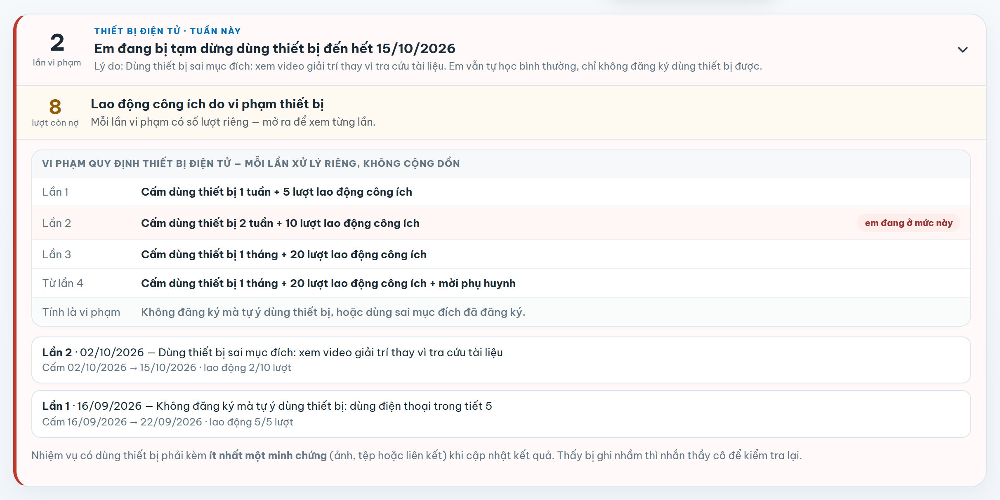 2
lần vi phạm
THIẾT BỊ ĐIỆN TỬ · TUẦN NÀY
Em đang bị tạm dừng dùng thiết bị đến hết 15/10/2026
Lý do: Dùng thiết bị sai mục đích: xem video giải trí thay vì tra cứu tài liệu. Em vẫn tự học bình thường, chỉ không đăng ký dùng thiết bị được.
8
lượt còn nợ
Lao động công ích do vi phạm thiết bị
Mỗi lần vi phạm có số lượt riêng — mở ra để xem từng lần.
VI PHẠM QUY ĐỊNH THIẾT BỊ ĐIỆN TỬ — MỖI LẦN XỬ LÝ RIÊNG, KHÔNG CỘNG DỒN
Lần 1 Cấm dùng thiết bị 1 tuần + 5 lượt lao động công ích
Lần 2 Cấm dùng thiết bị 2 tuần + 10 lượt lao động công ích em đang ở mức này
Lần 3 Cấm dùng thiết bị 1 tháng + 20 lượt lao động công ích
Từ lần 4 Cấm dùng thiết bị 1 tháng + 20 lượt lao động công ích + mời phụ huynh
Tính là vi phạm Không đăng ký mà tự ý dùng thiết bị, hoặc dùng sai mục đích đã đăng ký.
Lần 2 · 02/10/2026 — Dùng thiết bị sai mục đích: xem video giải trí thay vì tra cứu tài liệu
Cấm 02/10/2026 → 15/10/2026 · lao động 2/10 lượt
Lần 1 · 16/09/2026 — Không đăng ký mà tự ý dùng thiết bị: dùng điện thoại trong tiết 5
Cấm 16/09/2026 → 22/09/2026 · lao động 5/5 lượt
Nhiệm vụ có dùng thiết bị phải kèm ít nhất một minh chứng (ảnh, tệp hoặc liên kết) khi cập nhật kết quả. Thấy bị ghi nhầm thì nhắn thầy cô để kiểm tra lại.